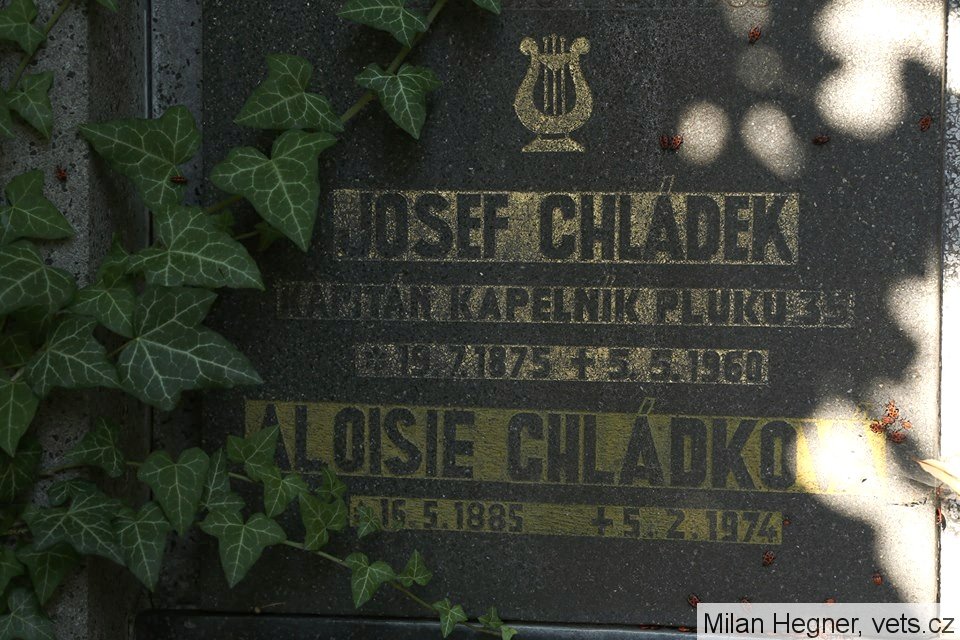 JOSEF CHLÁDEK
KAPITÁN KAPELNÍK PLUKU 35
* 19.7.1875 ✝ 5.5.1960
ALOISIE CHLÁDKO
* 16.5.1885 ✝ 5.2.1974
Milan Hegner, vets.cz